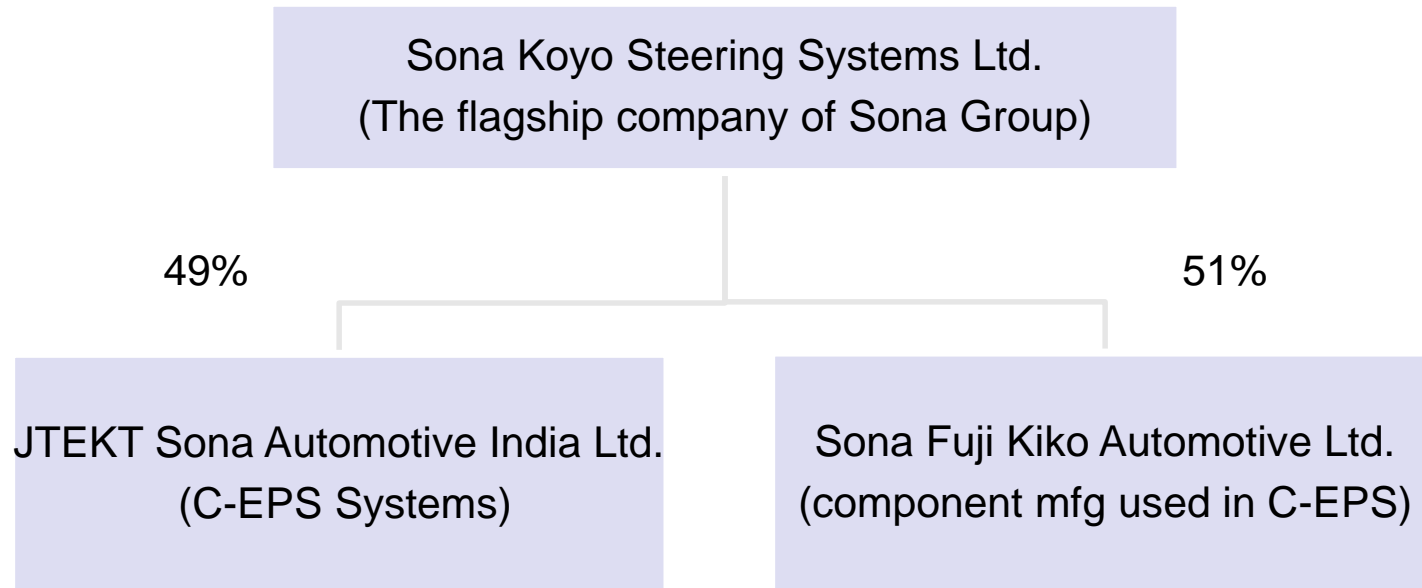 Sona Koyo Steering Systems Ltd.
(The flagship company of Sona Group)
49%
51%
JTEKT Sona Automotive India Ltd.
(C-EPS Systems)
Sona Fuji Kiko Automotive Ltd.
(component mfg used in C-EPS)